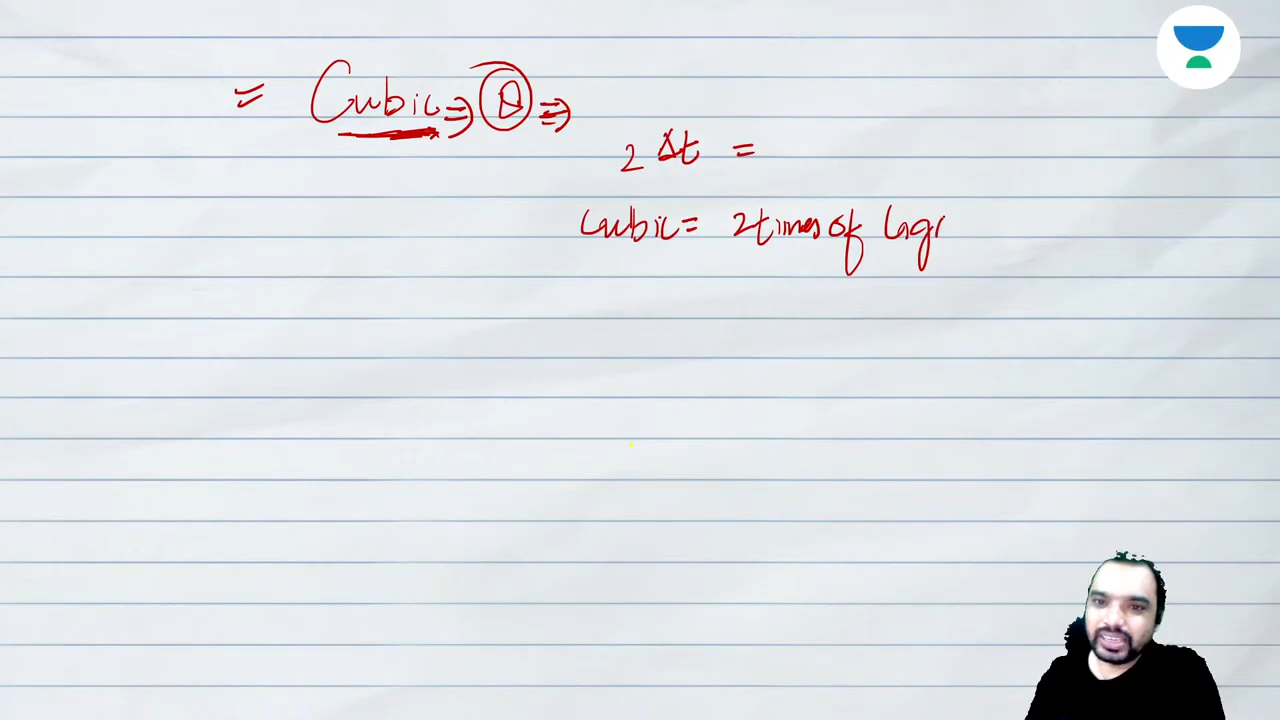 = Cubic ⇒ θ ⇒
2 Δt =
Cubic = 2 times of Lagr